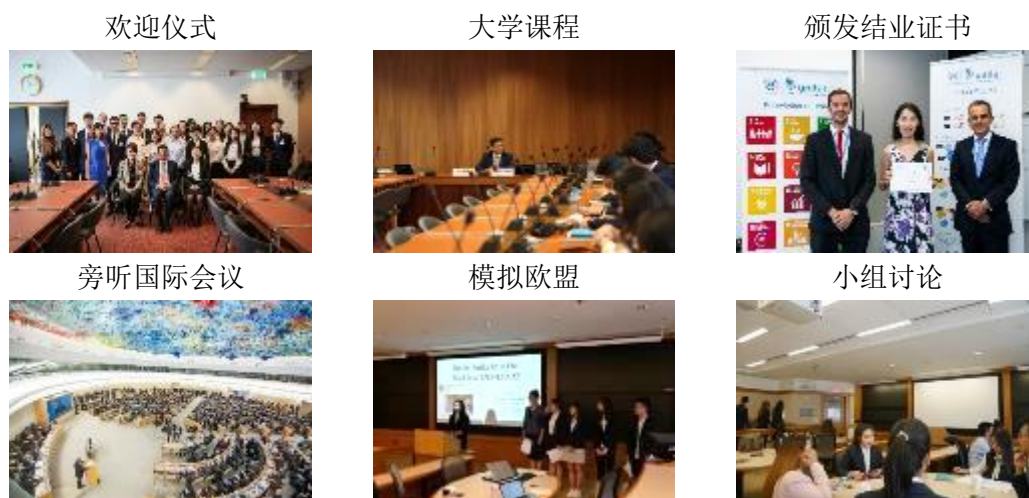 欢迎仪式
大学课程
颁发结业证书
旁听国际会议
模拟欧盟
小组讨论